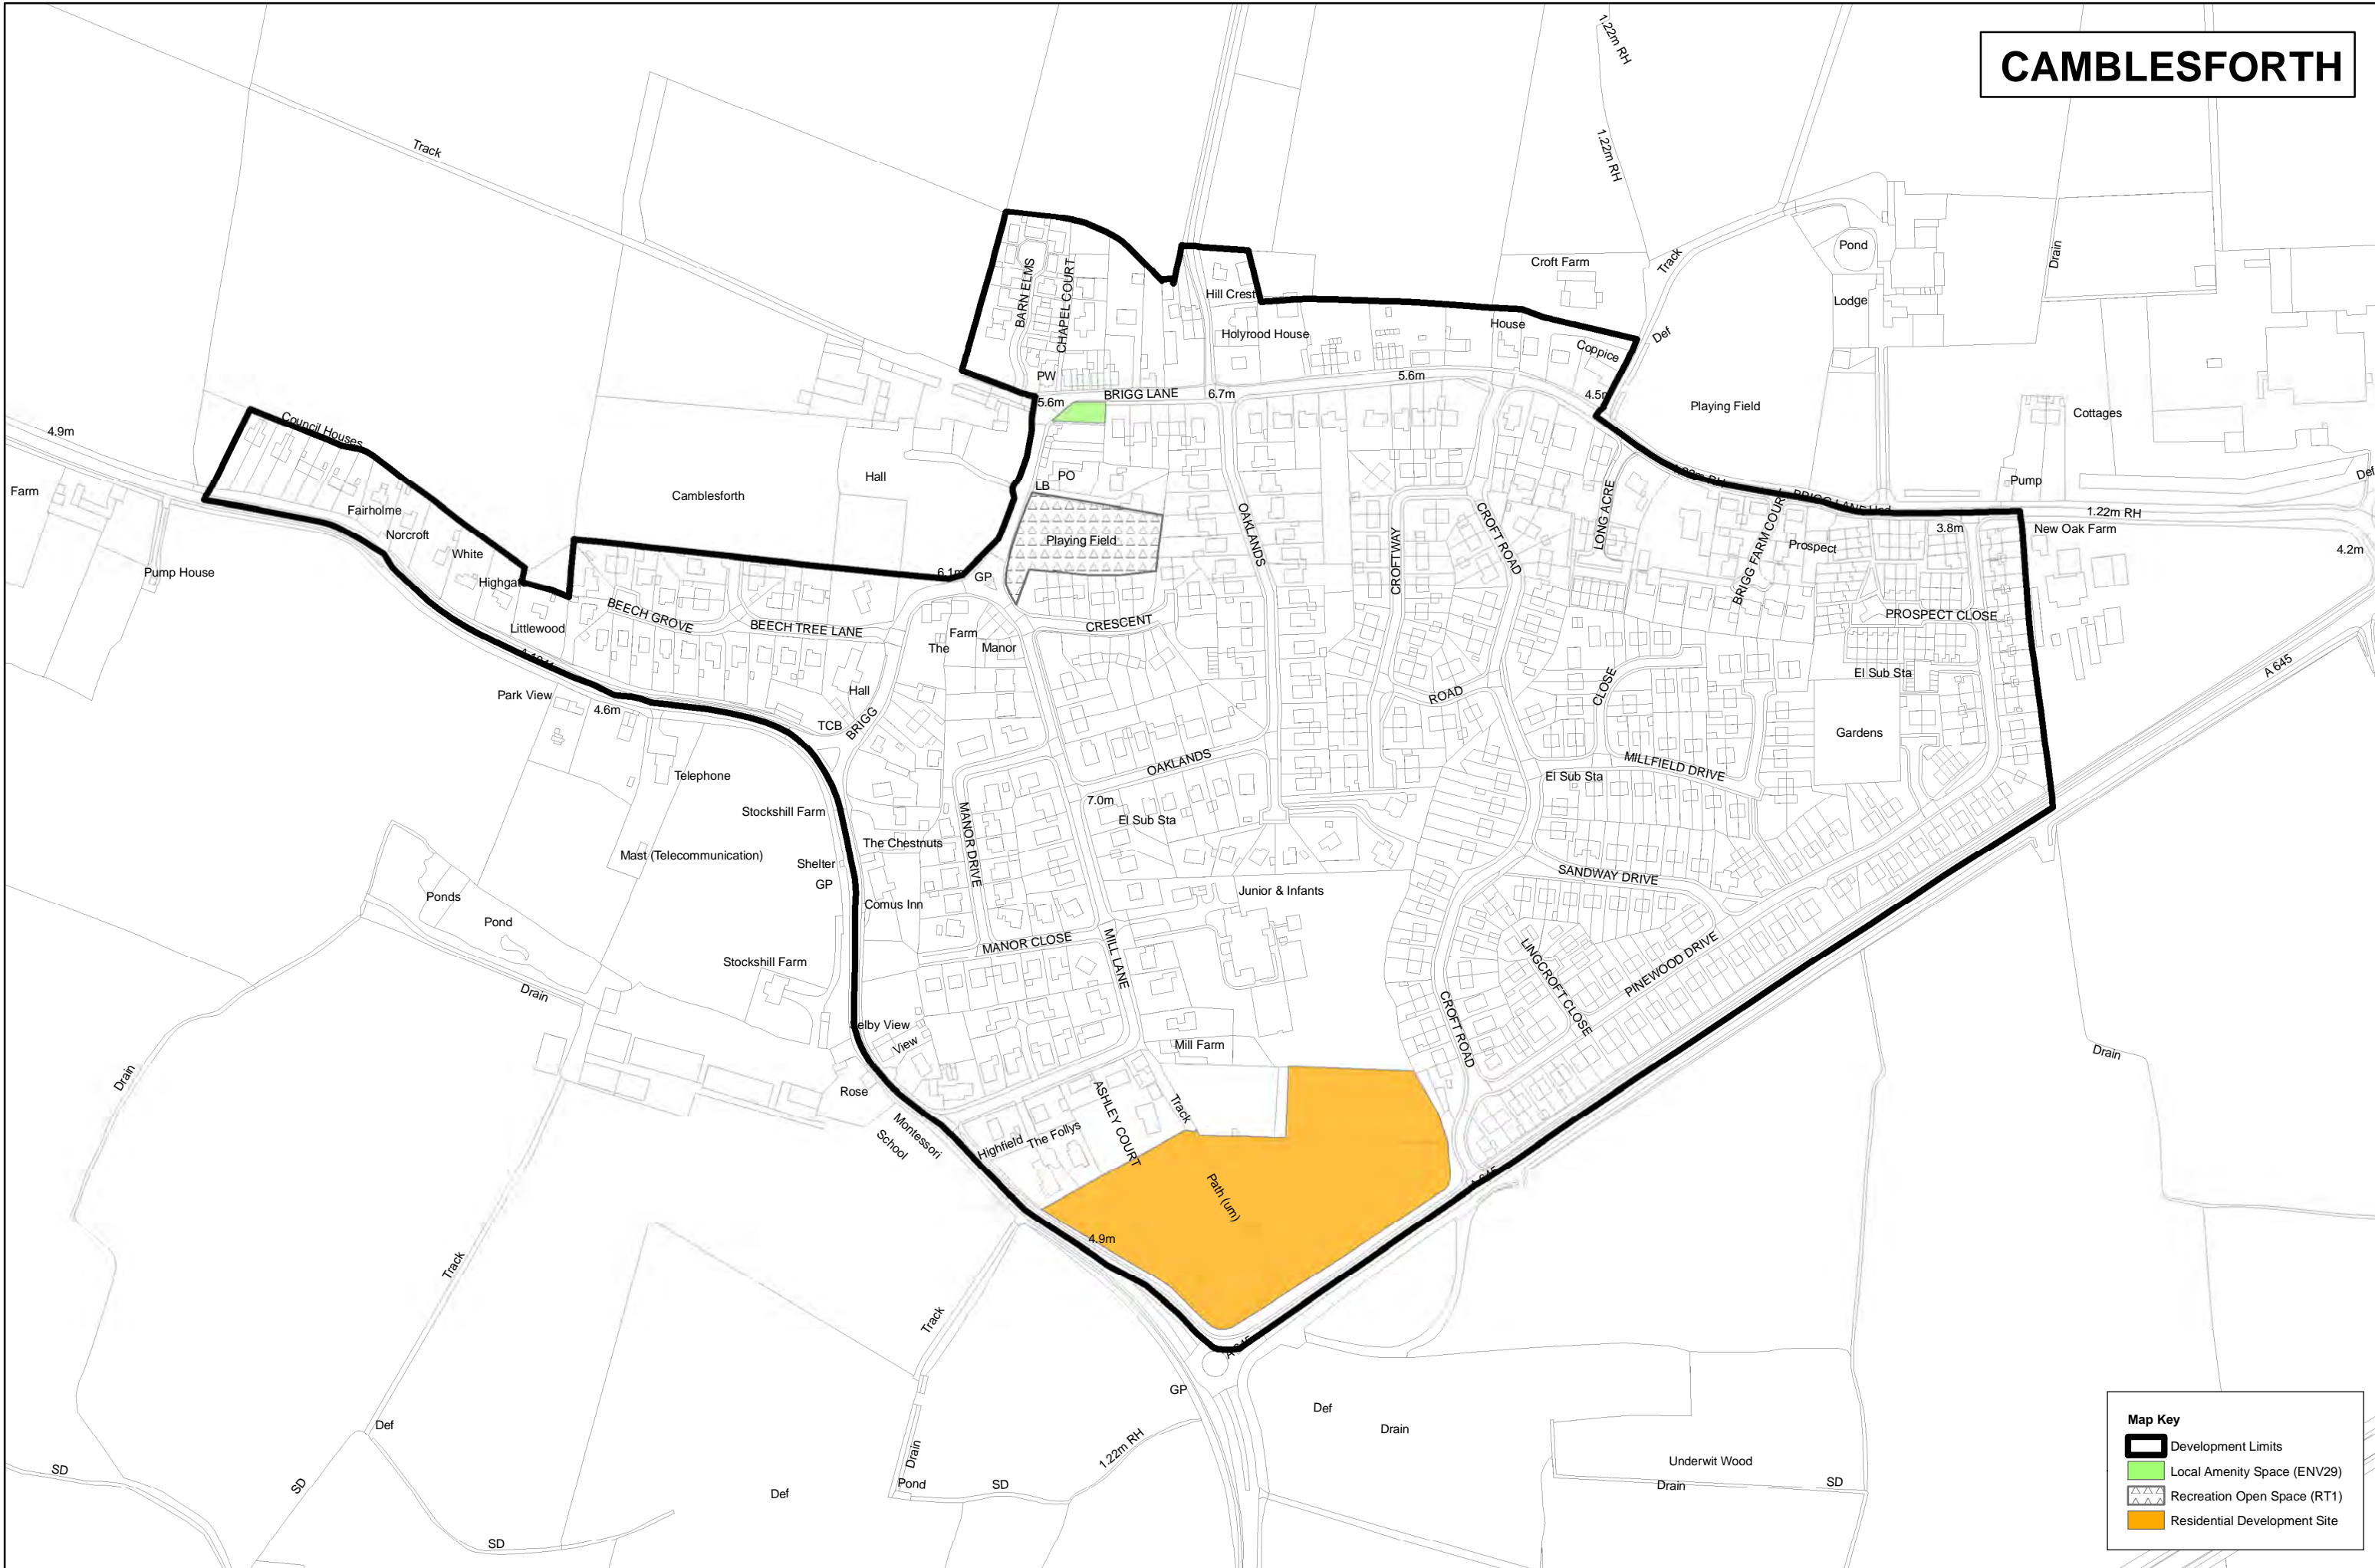 CAMBLESFORTH
1.22m RH
1.22m RH
Track
Track
Croft Farm
Pond
Drain
Lodge
BARN ELMS
CHAPEL COURT
Hill Crest
Holyrood House
House
Coppice
Def
PW
5.6m
BRIGG LANE
6.7m
5.6m
Playing Field
Cottages
4.9m
Council Houses
Farm
Fairholme
Norcroft
White
Pump House
Camblesforth
Hall
PO
LB
Playing Field
OAKLANDS
CROFTWAY
CROFT ROAD
LONG ACRE
BRIGG FARM COURT
Prospect
Pump
Def
1.22m RH
3.8m
New Oak Farm
4.2m
6.1m
GP
Littlewood
BEECH GROVE
BEECH TREE LANE
Farm
The
Manor
CRESCENT
PROSPECT CLOSE
El Sub Sta
A 645
Park View
4.6m
Hall
TCB
BRIGG
ROAD
CLOSE
Gardens
Telephone
OAKLANDS
El Sub Sta
MILLFIELD DRIVE
Stockshill Farm
7.0m
El Sub Sta
MANOR DRIVE
The Chestnuts
Mast (Telecommunication)
Shelter
GP
SANDWAY DRIVE
Junior & Infants
Ponds
Pond
Comus Inn
MANOR CLOSE
MILL LANE
Stockshill Farm
Drain
LINGCROFT CLOSE
PINEWOOD DRIVE
Selby View
View
Mill Farm
CROFT ROAD
Drain
Drain
Rose
Montessori
School
Highfield
The Follys
ASHLEY COURT
Track
Path (um)
4.9m
Track
Track
GP
Def
Def
Drain
1.22m RH
Drain
Pond
SD
Def
SD
SD
SD
Underwit Wood
Drain
SD
Map Key
Development Limits
Local Amenity Space (ENV29)
Recreation Open Space (RT1)
Residential Development Site